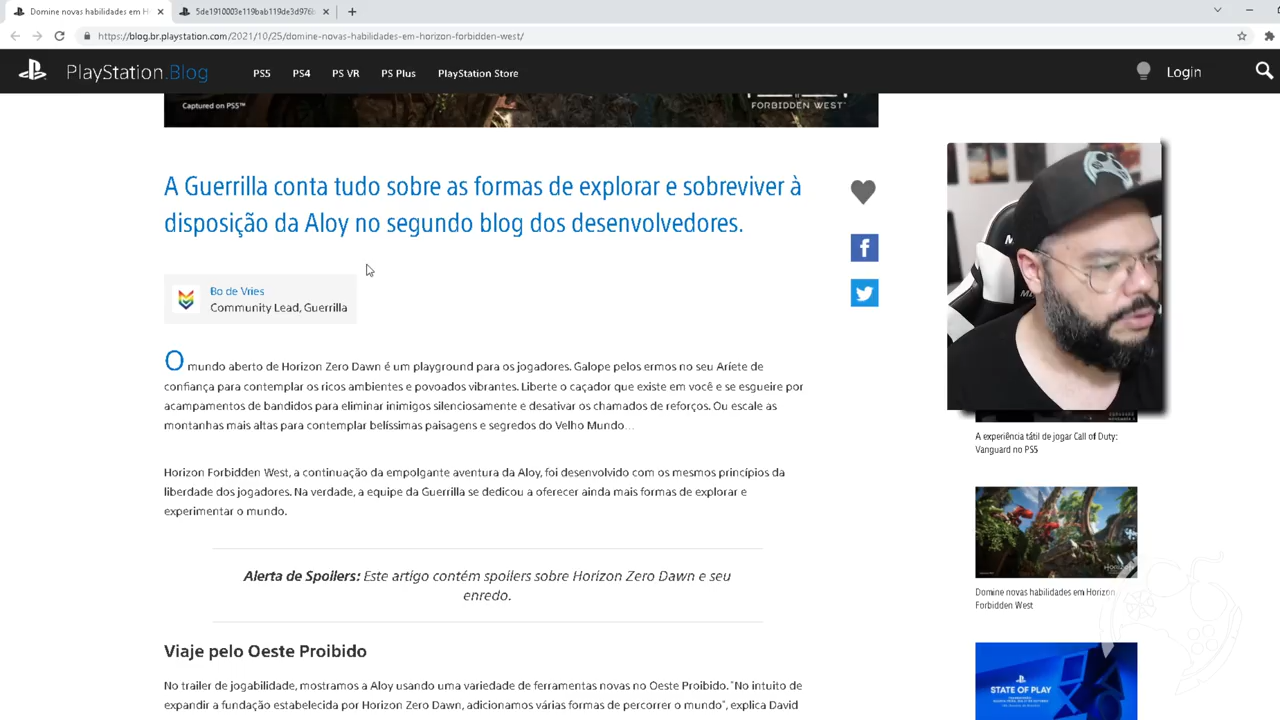 Domine novas habilidades em H
5de1910003e119bab119de3d976b
https://blog.br.playstation.com/2021/10/25/domine-novas-habilidades-em-horizon-forbidden-west/
PlayStation.Blog
PS5
PS4
PS VR
PS Plus
PlayStation Store
Login
Captured on PS5™
FORBIDDEN WEST™
A Guerrilla conta tudo sobre as formas de explorar e sobreviver à
disposição da Aloy no segundo blog dos desenvolvedores.
Bo de Vries
Community Lead, Guerrilla
O mundo aberto de Horizon Zero Dawn é um playground para os jogadores. Galope pelos ermos no seu Aríete de
confiança para contemplar os ricos ambientes e povoados vibrantes. Liberte o caçador que existe em você e se esgueire por
acampamentos de bandidos para eliminar inimigos silenciosamente e desativar os chamados de reforços. Ou escale as
montanhas mais altas para contemplar belíssimas paisagens e segredos do Velho Mundo…
Horizon Forbidden West, a continuação da empolgante aventura da Aloy, foi desenvolvido com os mesmos princípios da
liberdade dos jogadores. Na verdade, a equipe da Guerrilla se dedicou a oferecer ainda mais formas de explorar e
experimentar o mundo.
Alerta de Spoilers: Este artigo contém spoilers sobre Horizon Zero Dawn e seu
enredo.
Viaje pelo Oeste Proibido
No trailer de jogabilidade, mostramos a Aloy usando uma variedade de ferramentas novas no Oeste Proibido. "No intuito de
expandir a fundação estabelecida por Horizon Zero Dawn, adicionamos várias formas de percorrer o mundo", explica David
A experiência tátil de jogar Call of Duty:
Vanguard no PS5
Domine novas habilidades em Horizon
Forbidden West
STATE OF PLAY